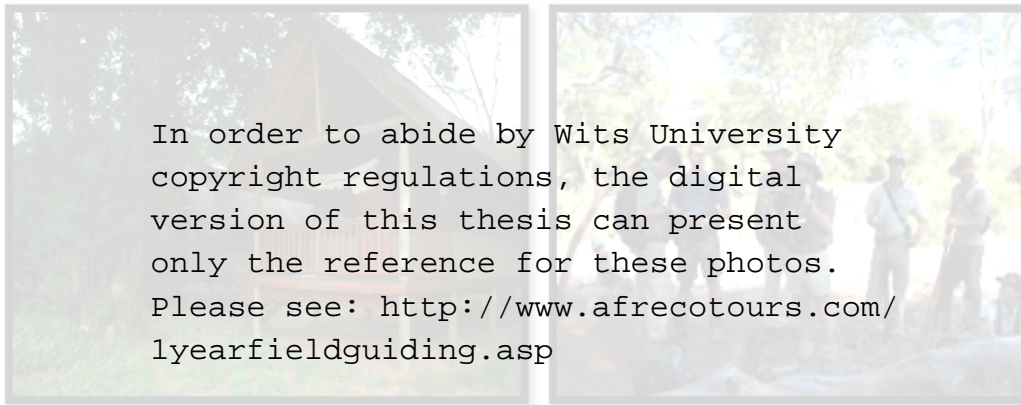 In order to abide by Wits University
copyright regulations, the digital
version of this thesis can present
only the reference for these photos.
Please see: http://www.afrecotours.com/
1yearfieldguiding.asp